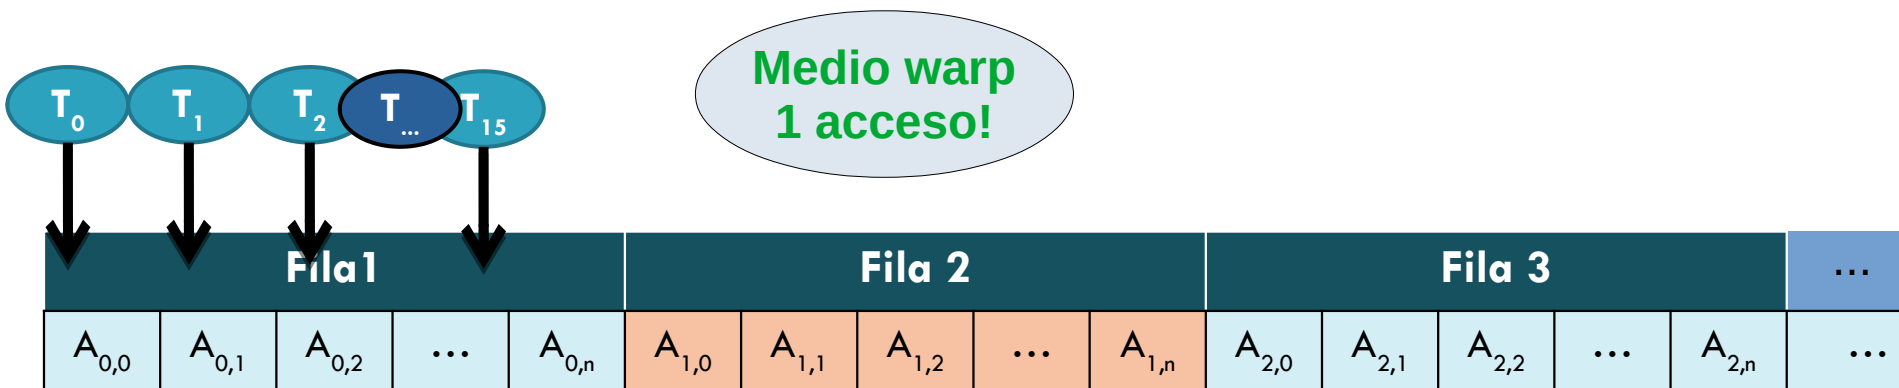 Medio warp
1 acceso!
T0 T1 T2 T... T15
Fila1 Fila 2 Fila 3 ...
A0,0 A0,1 A0,2 ... A0,n A1,0 A1,1 A1,2 ... A1,n A2,0 A2,1 A2,2 ... A2,n ...